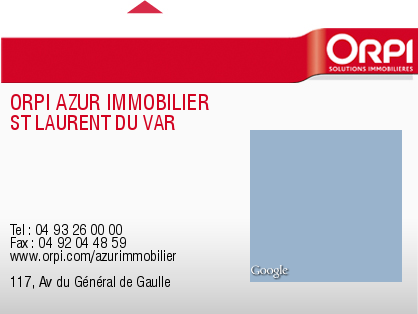 ORPI
SOLUTIONS IMMOBILIÈRES
ORPI AZUR IMMOBILIER
ST LAURENT DU VAR
Tel : 04 93 26 00 00
Fax : 04 92 04 48 59
www.orpi.com/azurimmobilier
117, Av du Général de Gaulle
Google